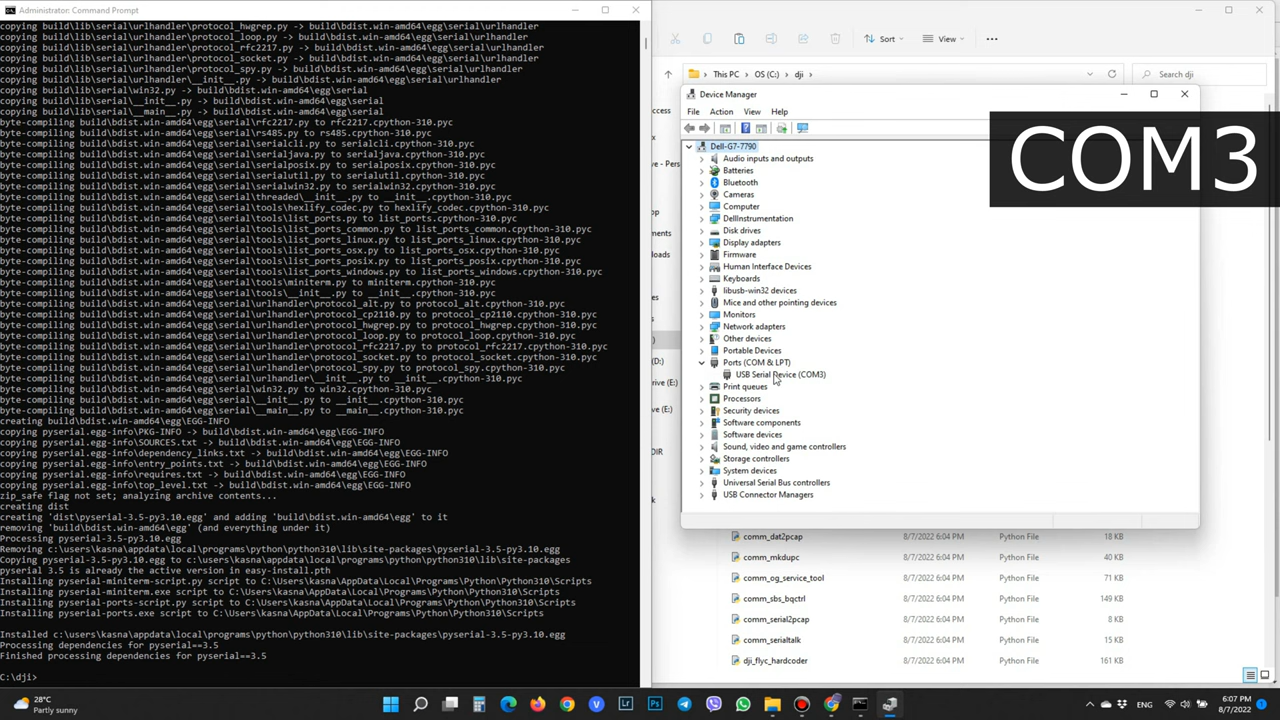 Administrator: Command Prompt
copying build\lib\serial\urlhandler\protocol_hwgrep.py -> build\bdist.win-amd64\egg\serial\urlhandler
copying build\lib\serial\urlhandler\protocol_loop.py -> build\bdist.win-amd64\egg\serial\urlhandler
copying build\lib\serial\urlhandler\protocol_rfc2217.py -> build\bdist.win-amd64\egg\serial\urlhandler
copying build\lib\serial\urlhandler\protocol_socket.py -> build\bdist.win-amd64\egg\serial\urlhandler
copying build\lib\serial\urlhandler\protocol_spy.py -> build\bdist.win-amd64\egg\serial\urlhandler
copying build\lib\serial\urlhandler\__init__.py -> build\bdist.win-amd64\egg\serial\urlhandler
copying build\lib\serial\win32.py -> build\bdist.win-amd64\egg\serial
copying build\lib\serial\__init__.py -> build\bdist.win-amd64\egg\serial
copying build\lib\serial\__main__.py -> build\bdist.win-amd64\egg\serial
byte-compiling build\bdist.win-amd64\egg\serial\rfc2217.py to rfc2217.cpython-310.pyc
byte-compiling build\bdist.win-amd64\egg\serial\rs485.py to rs485.cpython-310.pyc
byte-compiling build\bdist.win-amd64\egg\serial\serialcli.py to serialcli.cpython-310.pyc
byte-compiling build\bdist.win-amd64\egg\serial\serialjava.py to serialjava.cpython-310.pyc
byte-compiling build\bdist.win-amd64\egg\serial\serialposix.py to serialposix.cpython-310.pyc
byte-compiling build\bdist.win-amd64\egg\serial\serialutil.py to serialutil.cpython-310.pyc
byte-compiling build\bdist.win-amd64\egg\serial\serialwin32.py to serialwin32.cpython-310.pyc
byte-compiling build\bdist.win-amd64\egg\serial\threaded\__init__.py to __init__.cpython-310.pyc
byte-compiling build\bdist.win-amd64\egg\serial\tools\hexlify_codec.py to hexlify_codec.cpython-310.pyc
byte-compiling build\bdist.win-amd64\egg\serial\tools\list_ports.py to list_ports.cpython-310.pyc
byte-compiling build\bdist.win-amd64\egg\serial\tools\list_ports_common.py to list_ports_common.cpython-310.pyc
byte-compiling build\bdist.win-amd64\egg\serial\tools\list_ports_linux.py to list_ports_linux.cpython-310.pyc
byte-compiling build\bdist.win-amd64\egg\serial\tools\list_ports_osx.py to list_ports_osx.cpython-310.pyc
byte-compiling build\bdist.win-amd64\egg\serial\tools\list_ports_posix.py to list_ports_posix.cpython-310.pyc
byte-compiling build\bdist.win-amd64\egg\serial\tools\list_ports_windows.py to list_ports_windows.cpython-310.pyc
byte-compiling build\bdist.win-amd64\egg\serial\tools\miniterm.py to miniterm.cpython-310.pyc
byte-compiling build\bdist.win-amd64\egg\serial\tools\__init__.py to __init__.cpython-310.pyc
byte-compiling build\bdist.win-amd64\egg\serial\urlhandler\protocol_alt.py to protocol_alt.cpython-310.pyc
byte-compiling build\bdist.win-amd64\egg\serial\urlhandler\protocol_cp2110.py to protocol_cp2110.cpython-310.pyc
byte-compiling build\bdist.win-amd64\egg\serial\urlhandler\protocol_hwgrep.py to protocol_hwgrep.cpython-310.pyc
byte-compiling build\bdist.win-amd64\egg\serial\urlhandler\protocol_loop.py to protocol_loop.cpython-310.pyc
byte-compiling build\bdist.win-amd64\egg\serial\urlhandler\protocol_rfc2217.py to protocol_rfc2217.cpython-310.pyc
byte-compiling build\bdist.win-amd64\egg\serial\urlhandler\protocol_socket.py to protocol_socket.cpython-310.pyc
byte-compiling build\bdist.win-amd64\egg\serial\urlhandler\protocol_spy.py to protocol_spy.cpython-310.pyc
byte-compiling build\bdist.win-amd64\egg\serial\urlhandler\__init__.py to __init__.cpython-310.pyc
byte-compiling build\bdist.win-amd64\egg\serial\win32.py to win32.cpython-310.pyc
byte-compiling build\bdist.win-amd64\egg\serial\__init__.py to __init__.cpython-310.pyc
byte-compiling build\bdist.win-amd64\egg\serial\__main__.py to __main__.cpython-310.pyc
creating build\bdist.win-amd64\egg\EGG-INFO
copying pyserial.egg-info\PKG-INFO -> build\bdist.win-amd64\egg\EGG-INFO
copying pyserial.egg-info\SOURCES.txt -> build\bdist.win-amd64\egg\EGG-INFO
copying pyserial.egg-info\dependency_links.txt -> build\bdist.win-amd64\egg\EGG-INFO
copying pyserial.egg-info\entry_points.txt -> build\bdist.win-amd64\egg\EGG-INFO
copying pyserial.egg-info\requires.txt -> build\bdist.win-amd64\egg\EGG-INFO
copying pyserial.egg-info\top_level.txt -> build\bdist.win-amd64\egg\EGG-INFO
zip_safe flag not set; analyzing archive contents...
creating dist
creating 'dist\pyserial-3.5-py3.10.egg' and adding 'build\bdist.win-amd64\egg' to it
removing 'build\bdist.win-amd64\egg' (and everything under it)
Processing pyserial-3.5-py3.10.egg
Removing c:\users\kasna\appdata\local\programs\python\python310\lib\site-packages\pyserial-3.5-py3.10.egg
Copying pyserial-3.5-py3.10.egg to c:\users\kasna\appdata\local\programs\python\python310\lib\site-packages
pyserial 3.5 is already the active version in easy-install.pth
Installing pyserial-miniterm-script.py script to C:\Users\kasna\AppData\Local\Programs\Python\Python310\Scripts
Installing pyserial-miniterm.exe script to C:\Users\kasna\AppData\Local\Programs\Python\Python310\Scripts
Installing pyserial-ports-script.py script to C:\Users\kasna\AppData\Local\Programs\Python\Python310\Scripts
Installing pyserial-ports.exe script to C:\Users\kasna\AppData\Local\Programs\Python\Python310\Scripts
Installed c:\users\kasna\appdata\local\programs\python\python310\lib\site-packages\pyserial-3.5-py3.10.egg
Processing dependencies for pyserial==3.5
Finished processing dependencies for pyserial==3.5
C:\dji>
Sort
View
This PC
OS (C:)
dji
Search dji
Device Manager
File
Action
View
Help
COM3
Dell-G7-7790
Audio inputs and outputs
Batteries
Bluetooth
Cameras
Computer
DellInstrumentation
Disk drives
Display adapters
Firmware
Human Interface Devices
Keyboards
libusb-win32 devices
Mice and other pointing devices
Monitors
Network adapters
Other devices
Portable Devices
Ports (COM & LPT)
USB Serial Device (COM3)
Print queues
Processors
Security devices
Software components
Software devices
Sound, video and game controllers
Storage controllers
System devices
Universal Serial Bus controllers
USB Connector Managers
- Pers
(D:)
rive (E:)
ve (E:)
comm_dat2pcap 8/7/2022 6:04 PM Python File 18 KB
comm_mkdupc 8/7/2022 6:04 PM Python File 40 KB
comm_og_service_tool 8/7/2022 6:04 PM Python File 71 KB
comm_sbs_bqctrl 8/7/2022 6:04 PM Python File 149 KB
comm_serial2pcap 8/7/2022 6:04 PM Python File 8 KB
comm_serialtalk 8/7/2022 6:04 PM Python File 15 KB
dji_flyc_hardcoder 8/7/2022 6:04 PM Python File 161 KB
28°C
Partly sunny
Lr
Ps
ENG
6:07 PM
8/7/2022